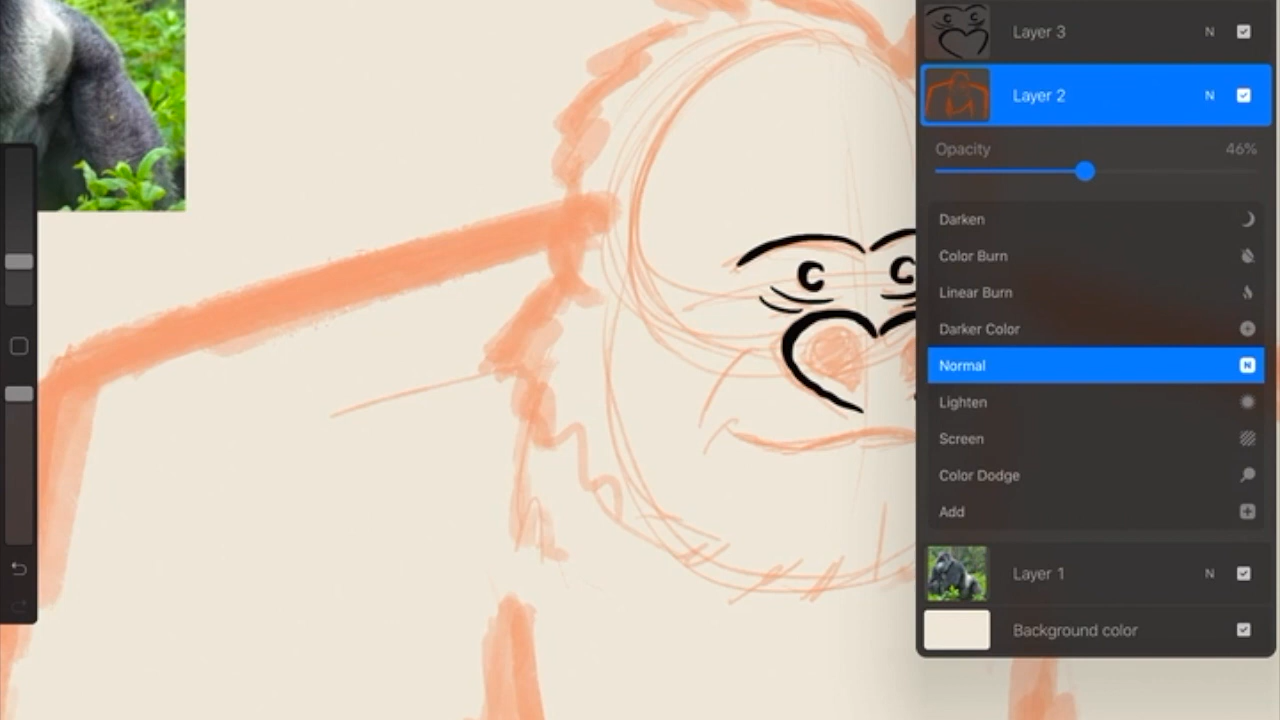 Layer 3 N
Layer 2 N
Opacity 46%
Darken
Color Burn
Linear Burn
Darker Color
Normal N
Lighten
Screen
Color Dodge
Add
Layer 1 N
Background color